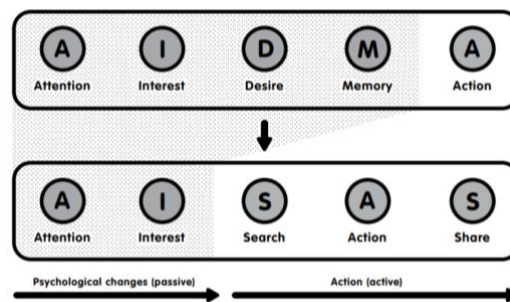 A I D M A
Attention Interest Desire Memory Action
A I S A S
Attention Interest Search Action Share
Psychological changes (passive) Action (active)